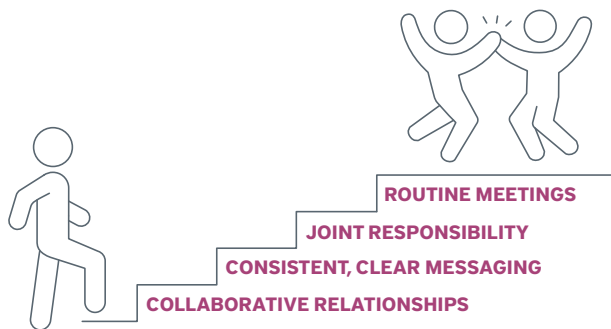 ROUTINE MEETINGS
JOINT RESPONSIBILITY
CONSISTENT, CLEAR MESSAGING
COLLABORATIVE RELATIONSHIPS